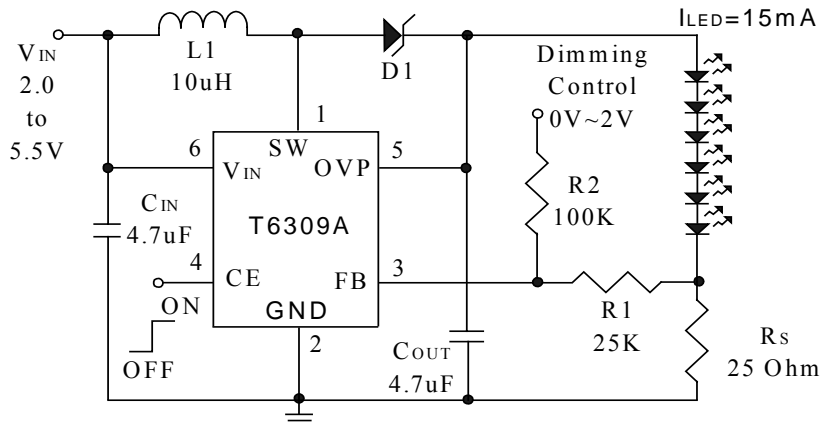 ILED=15mA
VIN
2.0
to
5.5V
L1
10uH
D1
Dimming
Control
0V~2V
1
SW
6
VIN
OVP
5
R2
100K
CIN
4.7uF
T6309A
4
CE
FB
3
ON
OFF
GND
2
R1
25K
COUT
4.7uF
RS
25 Ohm